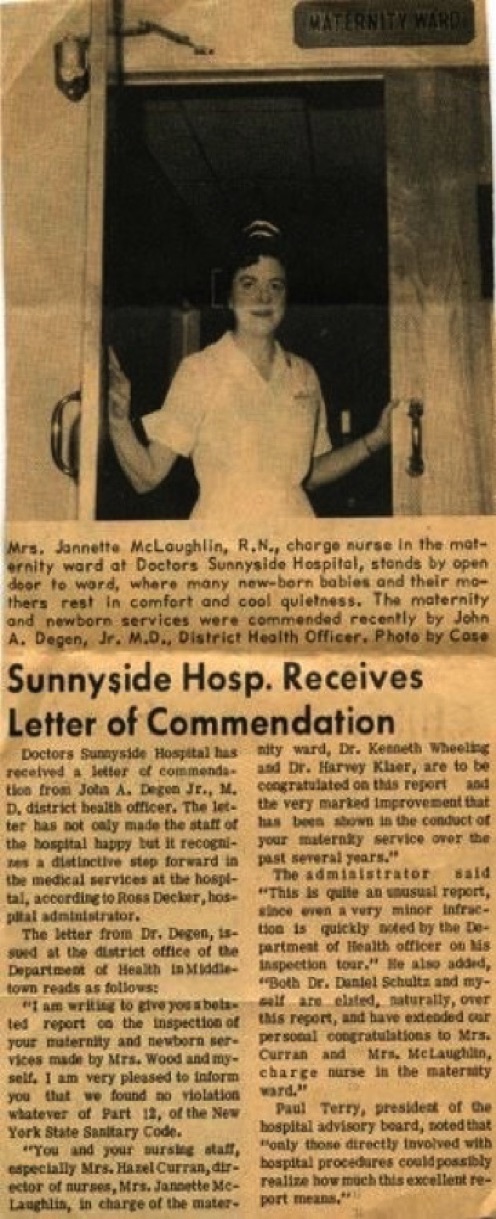 MATERNITY WARD
Mrs. Jannette McLaughlin, R.N., charge nurse in the mat-
ernity ward at Doctors Sunnyside Hospital, stands by open
door to ward, where many new-born babies and their mo-
thers rest in comfort and cool quietness. The maternity
and newborn services were commended recently by John
A. Degen, Jr. M.D., District Health Officer. Photo by Case
Sunnyside Hosp. Receives
Letter of Commendation
Doctors Sunnyside Hospital has
received a letter of commenda-
tion from John A. Degen Jr., M.
D. district health officer. The let-
ter has not only made the staff of
the hospital happy but it recogni-
zes a distinctive step forward in
the medical services at the hospi-
tal, according to Ross Decker, hos-
pital administrator.
The letter from Dr. Degen, is-
sued at the district office of the
Department of Health in Middle-
town reads as follows:
"I am writing to give you a bela-
ted report on the inspection of
your maternity and newborn ser-
vices made by Mrs. Wood and my-
self. I am very pleased to inform
you that we found no violation
whatever of Part 12, of the New
York State Sanitary Code.
"You and your nursing staff,
especially Mrs. Hazel Curran, dir-
ector of nurses, Mrs. Jannette Mc-
Laughlin, in charge of the mater-
nity ward, Dr. Kenneth Wheeling
and Dr. Harvey Klaer, are to be
congratulated on this report and
the very marked improvement that
has been shown in the conduct of
your maternity service over the
past several years."
The administrator said
"This is quite an unusual report,
since even a very minor infrac-
tion is quickly noted by the De-
partment of Health officer on his
inspection tour." He also added,
"Both Dr. Daniel Schultz and my-
self are elated, naturally, over
this report, and have extended our
personal congratulations to Mrs.
Curran and Mrs. McLaughlin,
charge nurse in the maternity
ward."
Paul Terry, president of the
hospital advisory board, noted that
"only those directly involved with
hospital procedures could possibly
realize how much this excellent re-
port means."